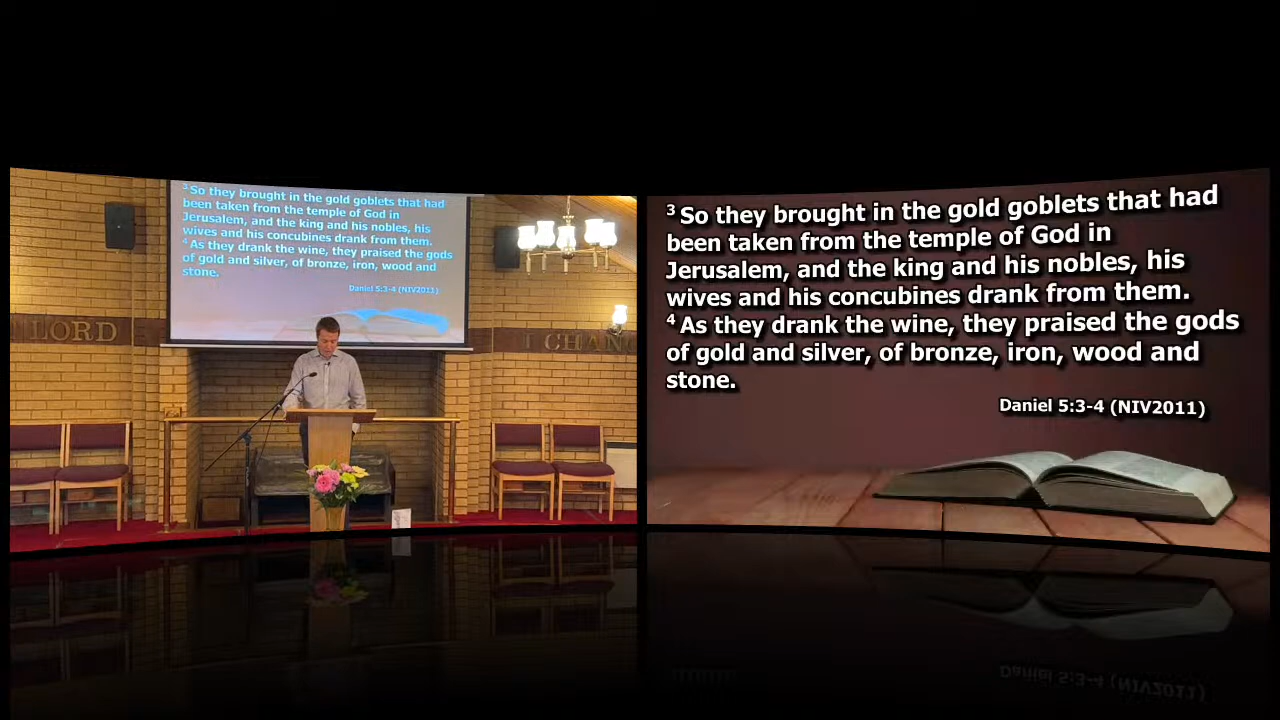 3 So they brought in the gold goblets that had
been taken from the temple of God in
Jerusalem, and the king and his nobles, his
wives and his concubines drank from them.
4 As they drank the wine, they praised the gods
of gold and silver, of bronze, iron, wood and
stone.
Daniel 5:3-4 (NIV2011)
LORD
I CHAN
3 So they brought in the gold goblets that had
been taken from the temple of God in
Jerusalem, and the king and his nobles, his
wives and his concubines drank from them.
4 As they drank the wine, they praised the gods
of gold and silver, of bronze, iron, wood and
stone.
Daniel 5:3-4 (NIV2011)